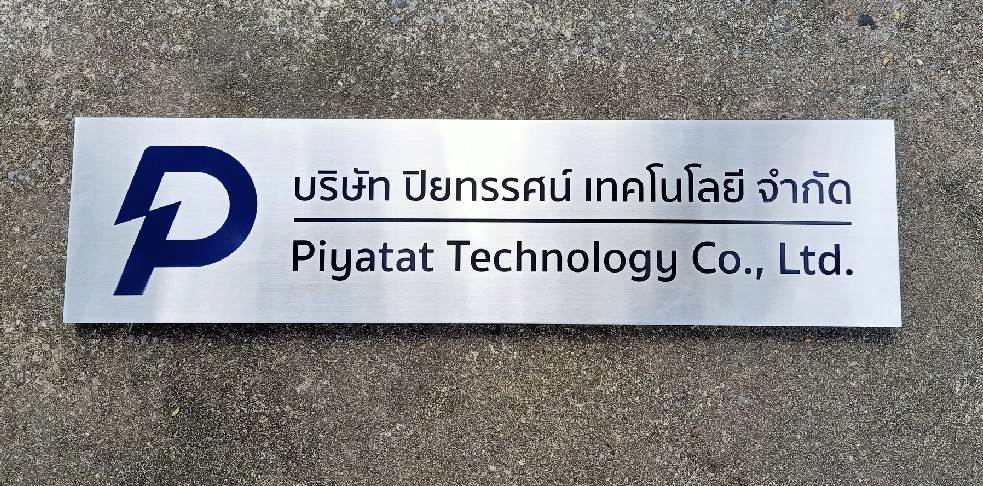 บริษัท ปิยทรรศน์ เทคโนโลยี จำกัด
Piyatat Technology Co., Ltd.